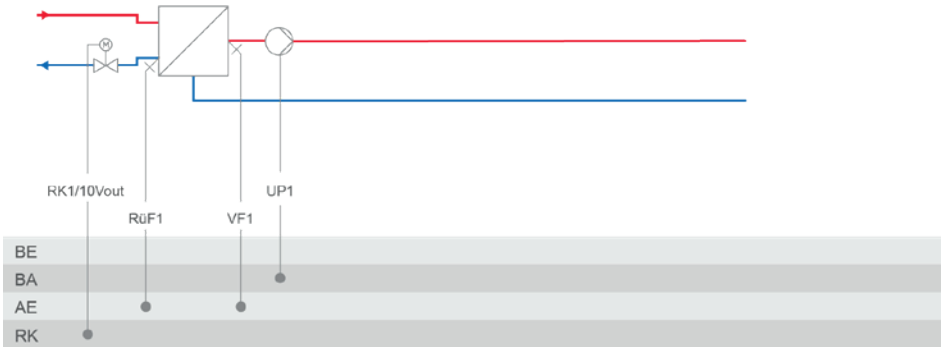 M
RK1/10Vout
UP1
RüF1
VF1
BE
BA
AE
RK